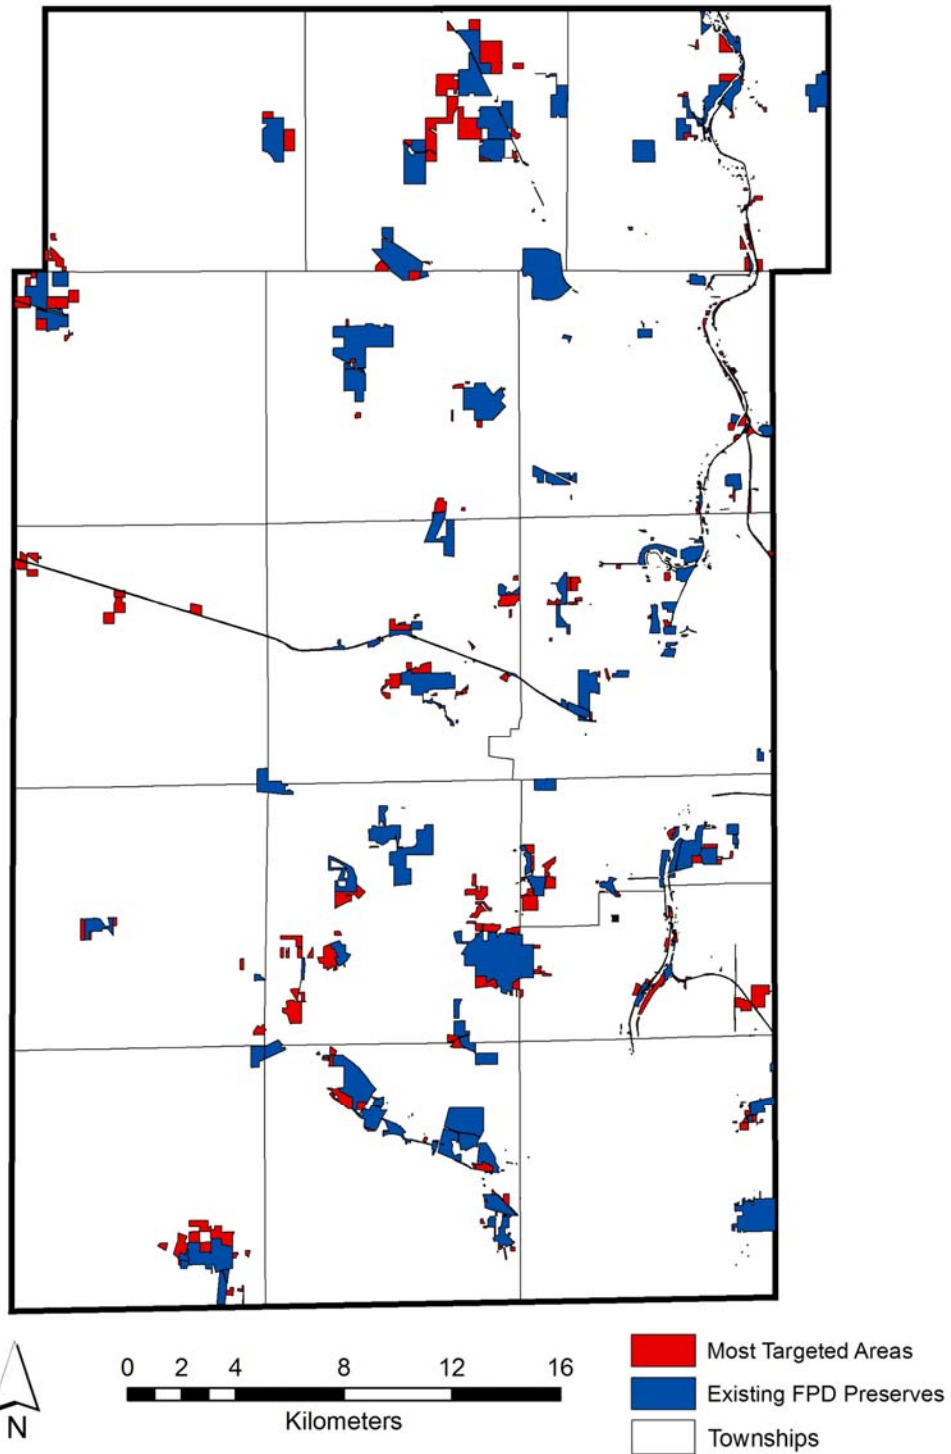 0 2 4 8 12 16
Kilometers
N
Most Targeted Areas
Existing FPD Preserves
Townships